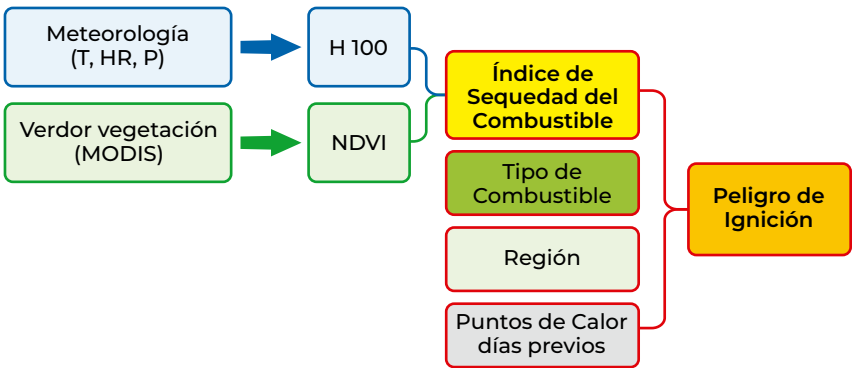 Meteorología
(T, HR, P)
H 100
Verdor vegetación
(MODIS)
NDVI
Índice de
Sequedad del
Combustible
Tipo de
Combustible
Región
Puntos de Calor
días previos
Peligro de
Ignición